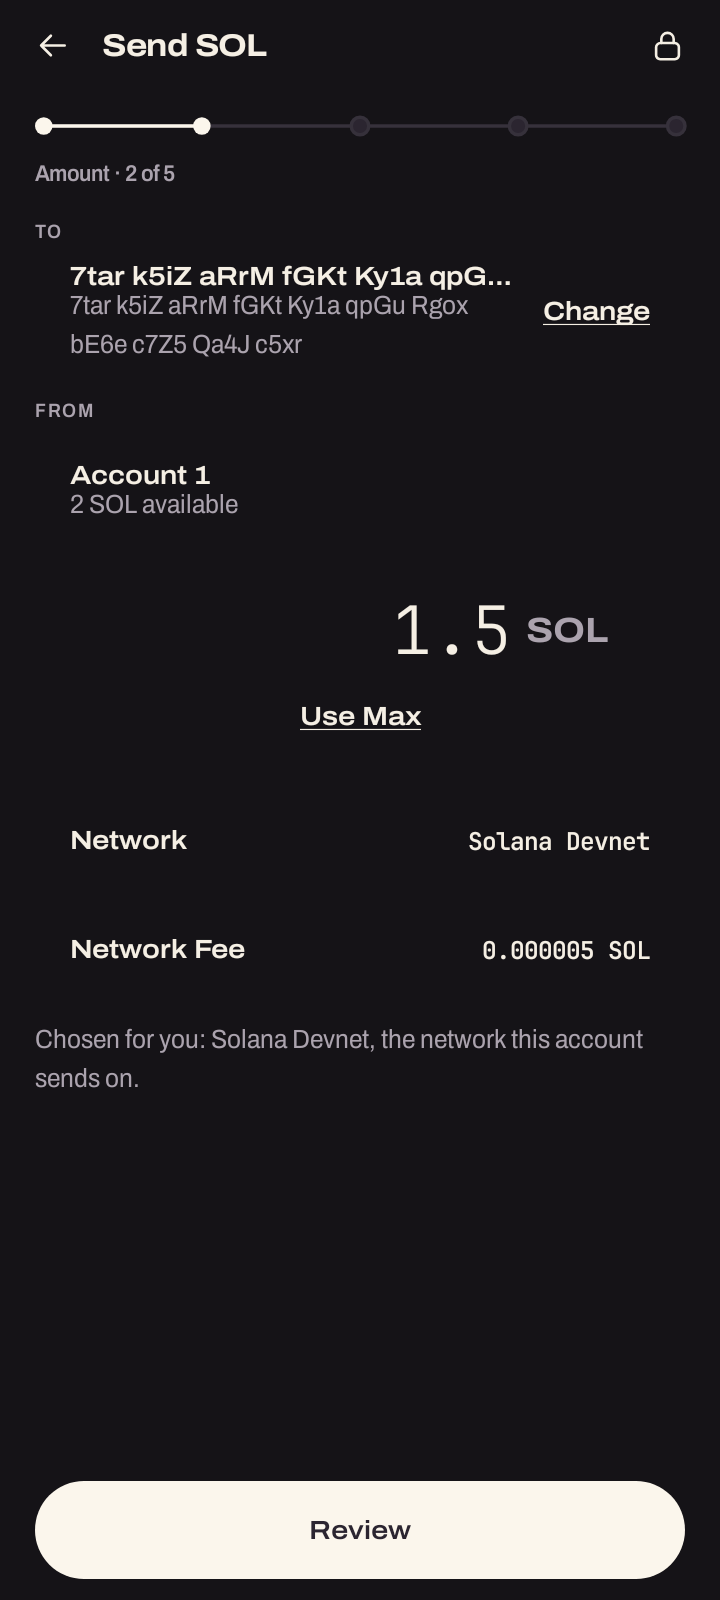 Send SOL
Amount · 2 of 5
TO
7tar k5iZ aRrM fGKt Ky1a qpG...
7tar k5iZ aRrM fGKt Ky1a qpGu Rgox
bE6e c7Z5 Qa4J c5xr
Change
FROM
Account 1
2 SOL available
1.5 SOL
Use Max
Network
Solana Devnet
Network Fee
0.000005 SOL
Chosen for you: Solana Devnet, the network this account
sends on.
Review